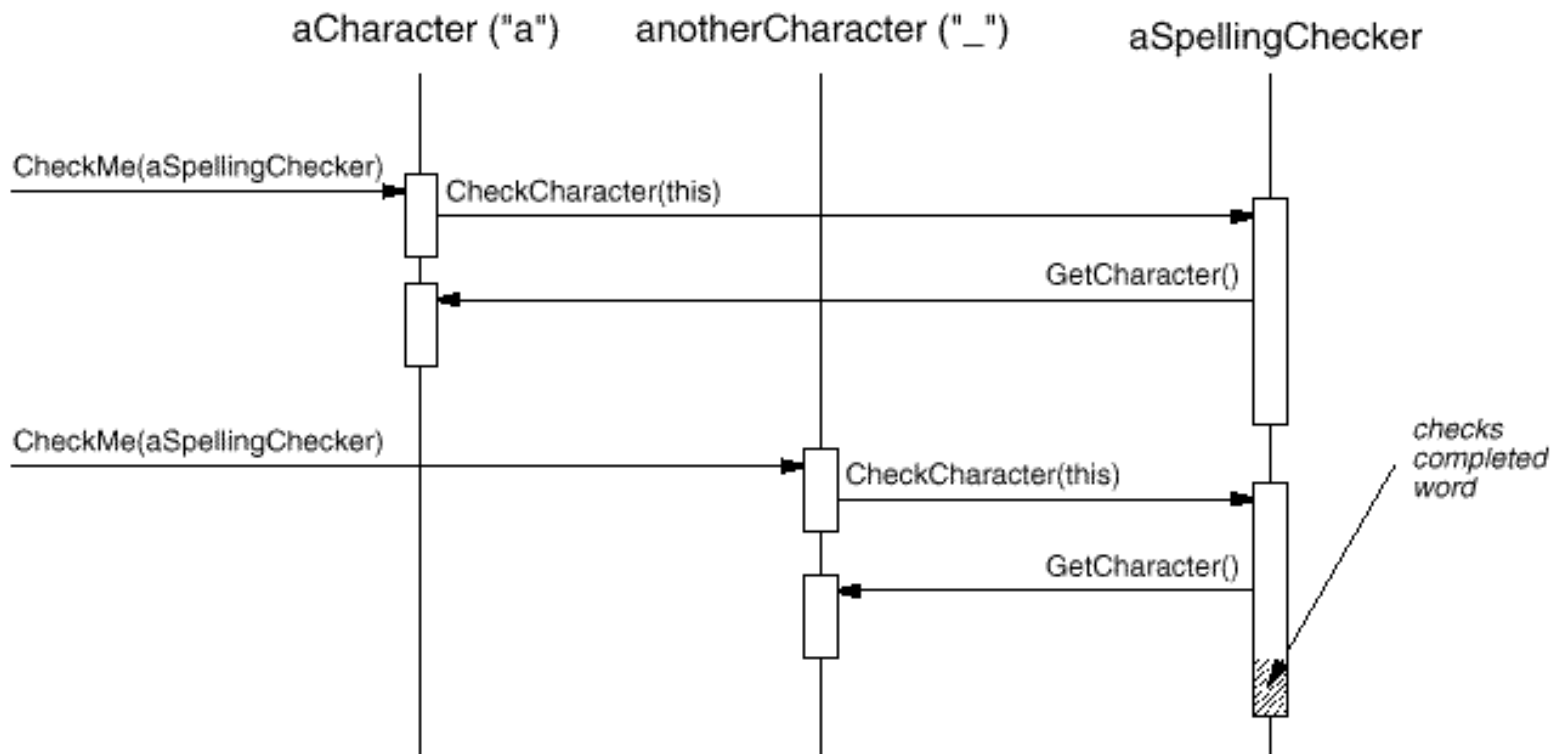 aCharacter ("a")
anotherCharacter ("_")
aSpellingChecker
CheckMe(aSpellingChecker)
CheckCharacter(this)
GetCharacter()
CheckMe(aSpellingChecker)
CheckCharacter(this)
GetCharacter()
checks
completed
word